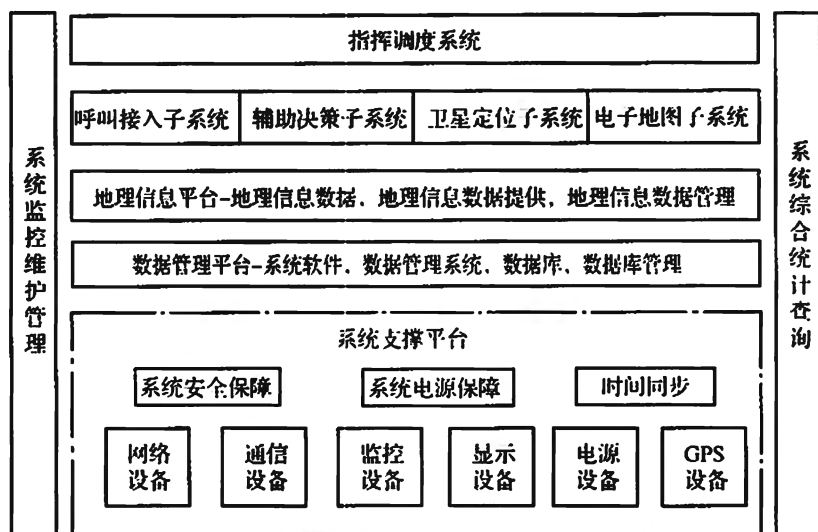 指挥调度系统
呼叫接入子系统
辅助决策子系统
卫星定位子系统
电子地图子系统
系统监控维护管理
地理信息平台-地理信息数据、地理信息数据提供、地理信息数据管理
数据管理平台-系统软件、数据管理系统、数据库、数据库管理
系统支撑平台
系统安全保障
系统电源保障
时间同步
网络
设备
通信
设备
监控
设备
显示
设备
电源
设备
GPS
设备
系统综合统计查询